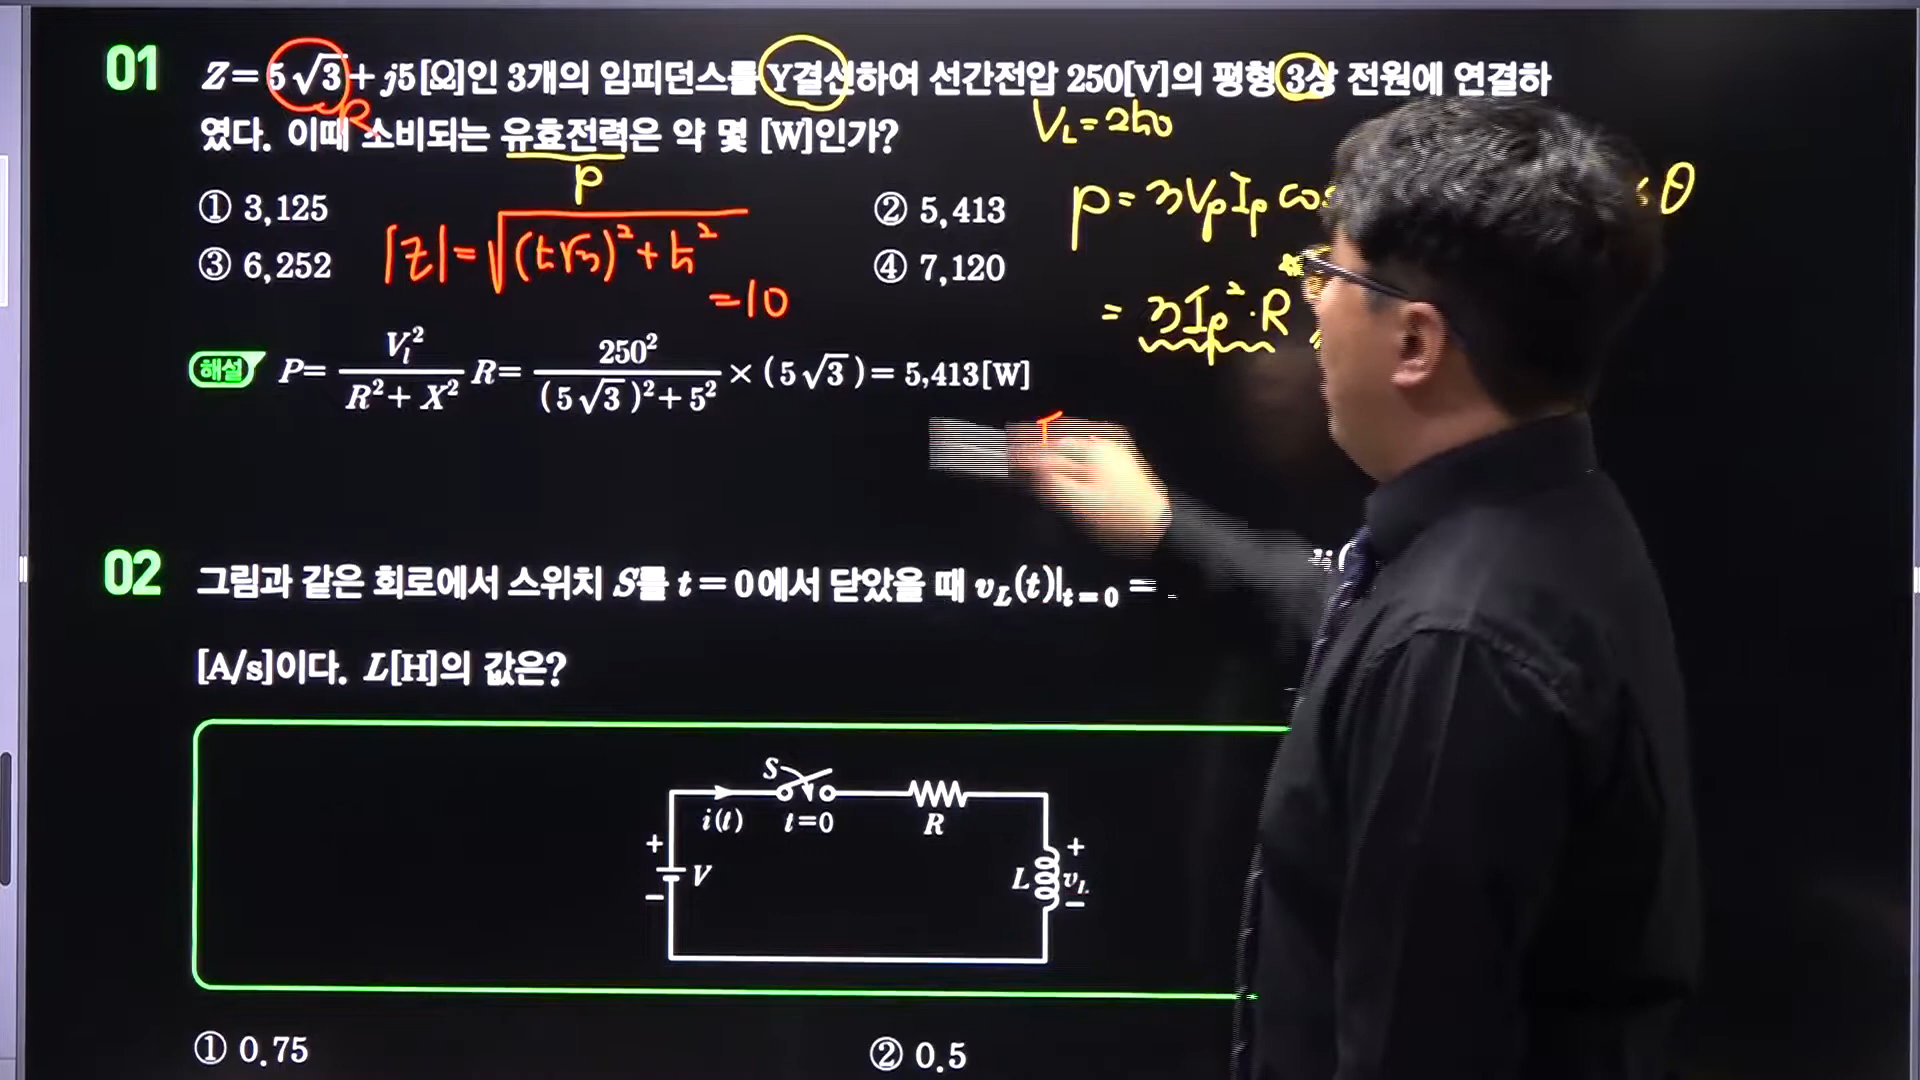 01 Z = 5√3 + j5[Ω]인 3개의 임피던스를 Y결선하여 선간전압 250[V]의 평형 3상 전원에 연결하
였다. 이때 소비되는 유효전력은 약 몇 [W]인가?
R
V_L = 250
P
① 3,125
② 5,413
P = 3V_P I_P cos θ
③ 6,252
④ 7,120
|Z| = √((5√3)² + 5²)
= 10
= 3I_P²·R
해설 P = V_l²/(R² + X²) R = 250²/((5√3)² + 5²) × (5√3) = 5,413[W]
I
02 그림과 같은 회로에서 스위치 S를 t = 0에서 닫았을 때 v_L(t)|_{t=0} =
[A/s]이다. L[H]의 값은?
S
i(t) t=0 R
+ V −
L + v_L −
① 0.75
② 0.5